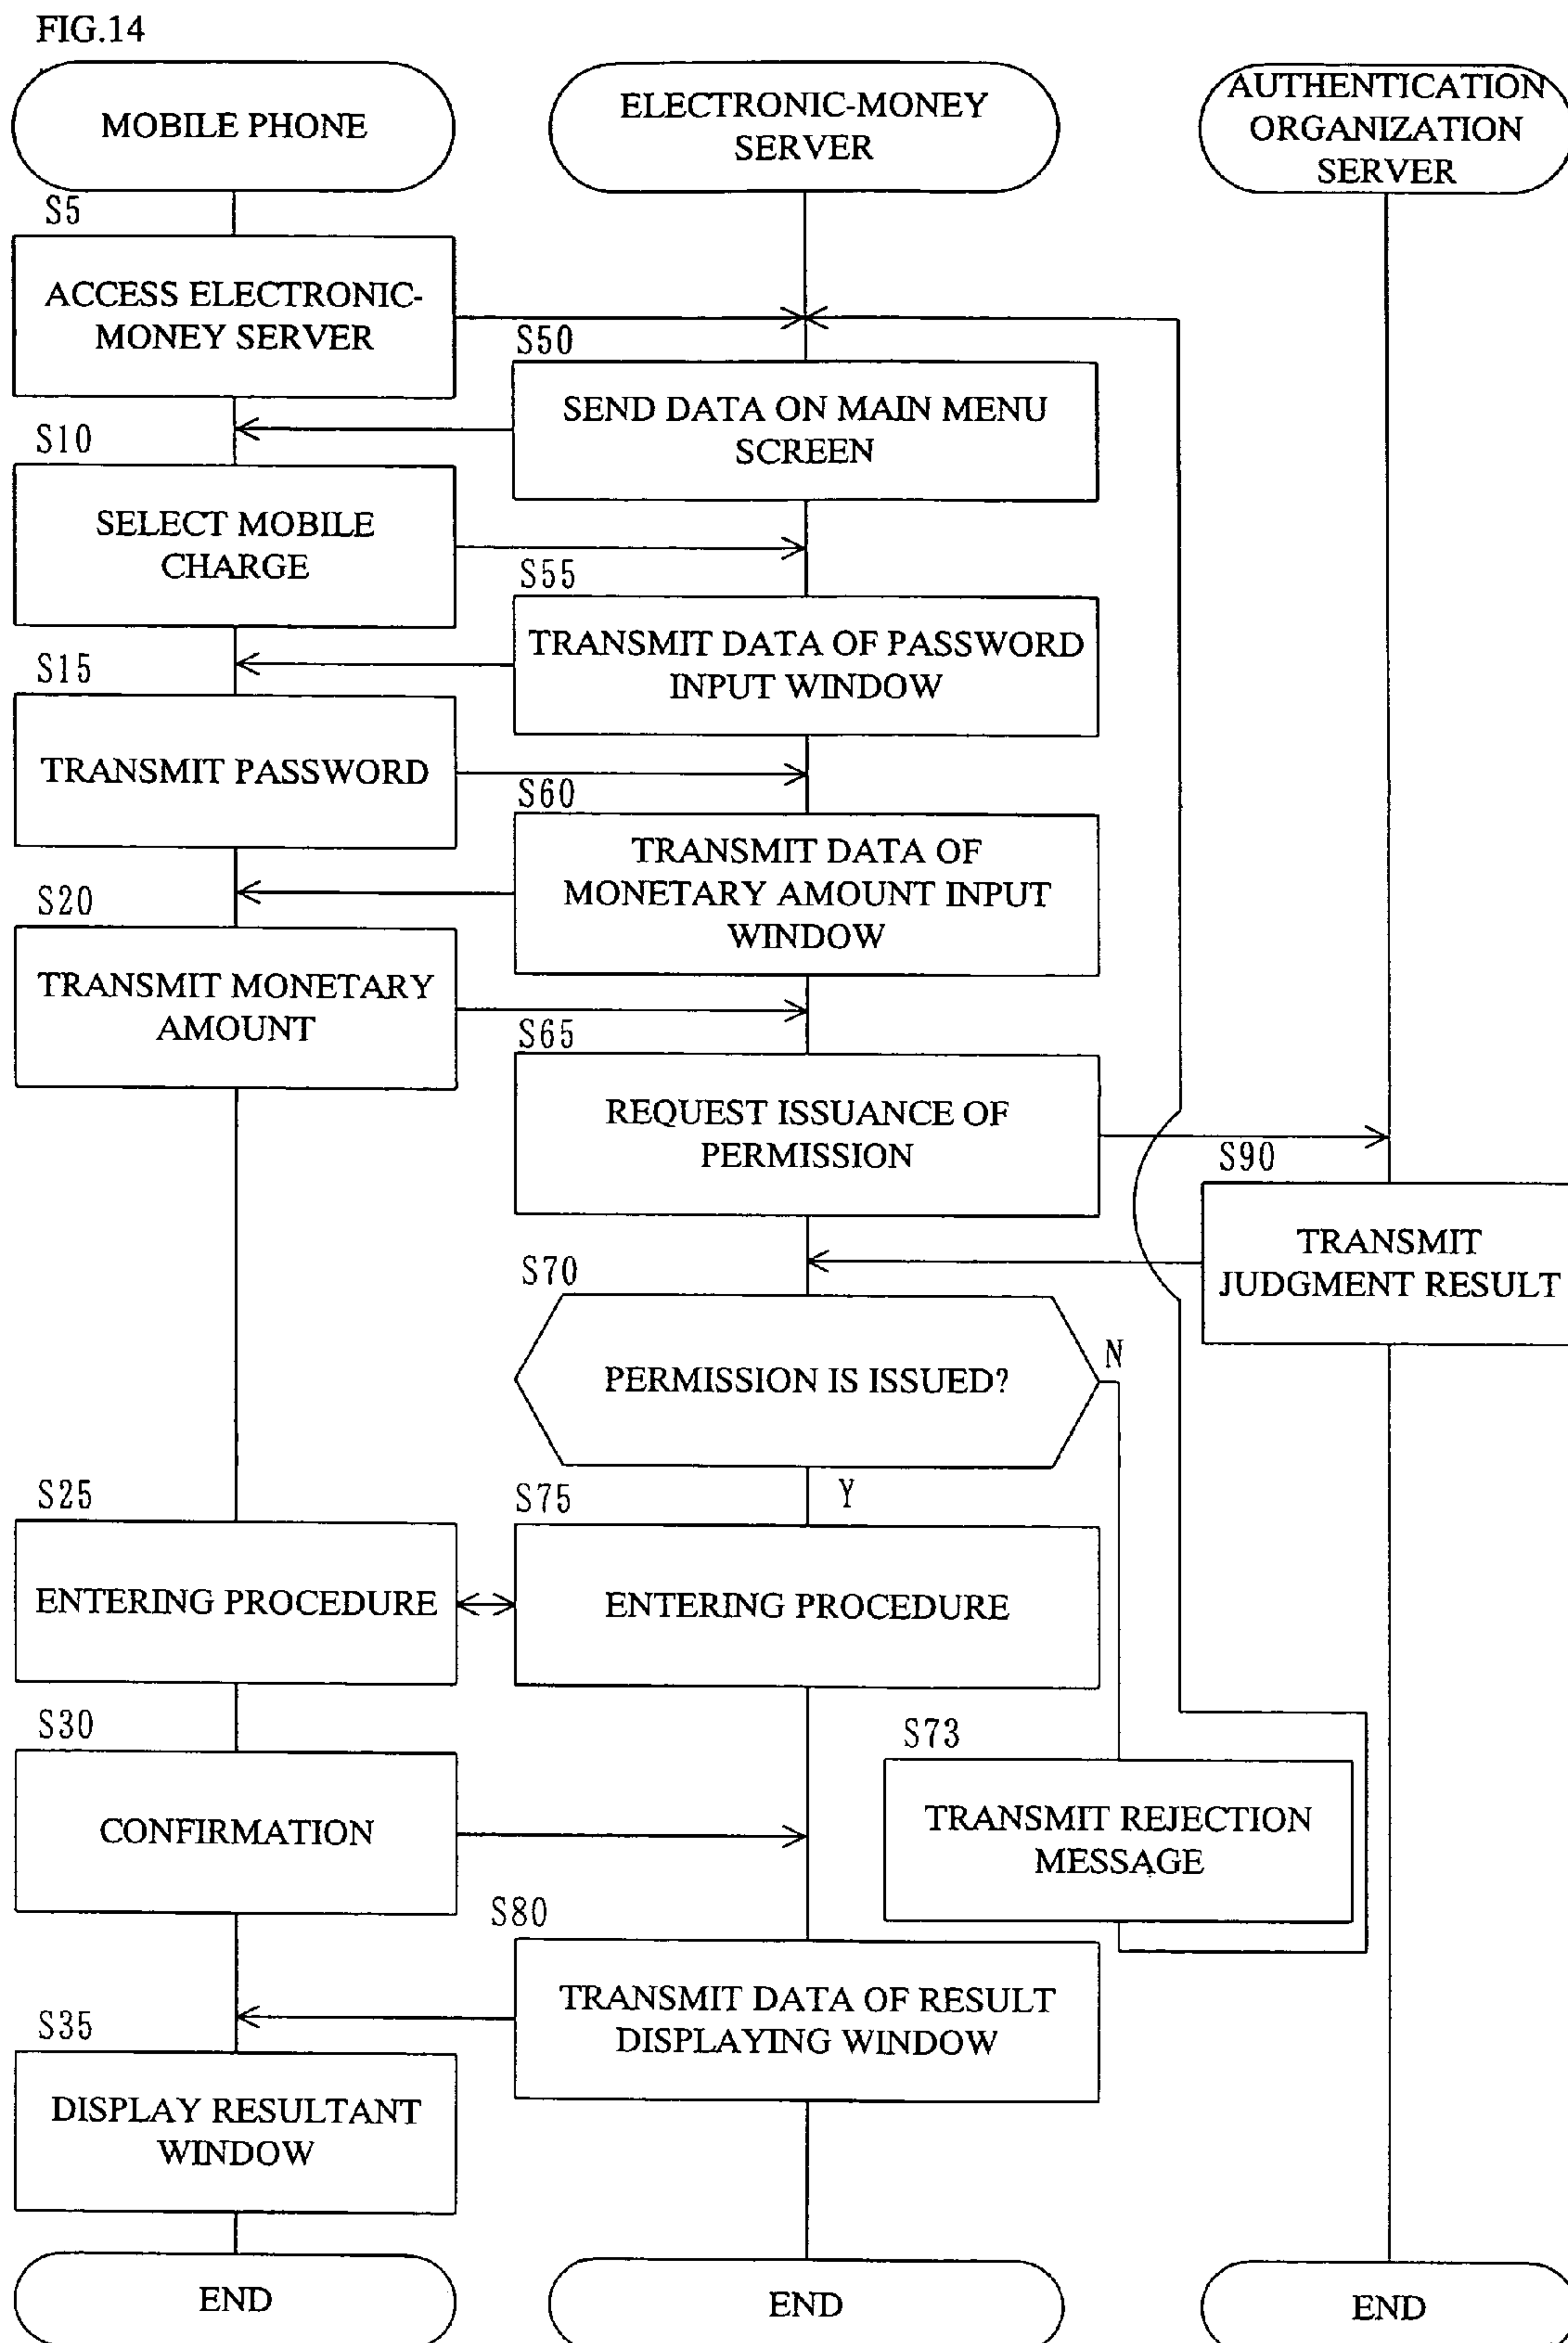 FIG.14
MOBILE PHONE
ELECTRONIC-MONEY
SERVER
AUTHENTICATION
ORGANIZATION
SERVER
S5
ACCESS ELECTRONIC-
MONEY SERVER
S50
SEND DATA ON MAIN MENU
SCREEN
S10
SELECT MOBILE
CHARGE
S55
TRANSMIT DATA OF PASSWORD
INPUT WINDOW
S15
TRANSMIT PASSWORD
S60
TRANSMIT DATA OF
MONETARY AMOUNT INPUT
WINDOW
S20
TRANSMIT MONETARY
AMOUNT
S65
REQUEST ISSUANCE OF
PERMISSION
S90
TRANSMIT
JUDGMENT RESULT
S70
PERMISSION IS ISSUED?
N
Y
S25
ENTERING PROCEDURE
S75
ENTERING PROCEDURE
S30
CONFIRMATION
S73
TRANSMIT REJECTION
MESSAGE
S80
TRANSMIT DATA OF RESULT
DISPLAYING WINDOW
S35
DISPLAY RESULTANT
WINDOW
END
END
END